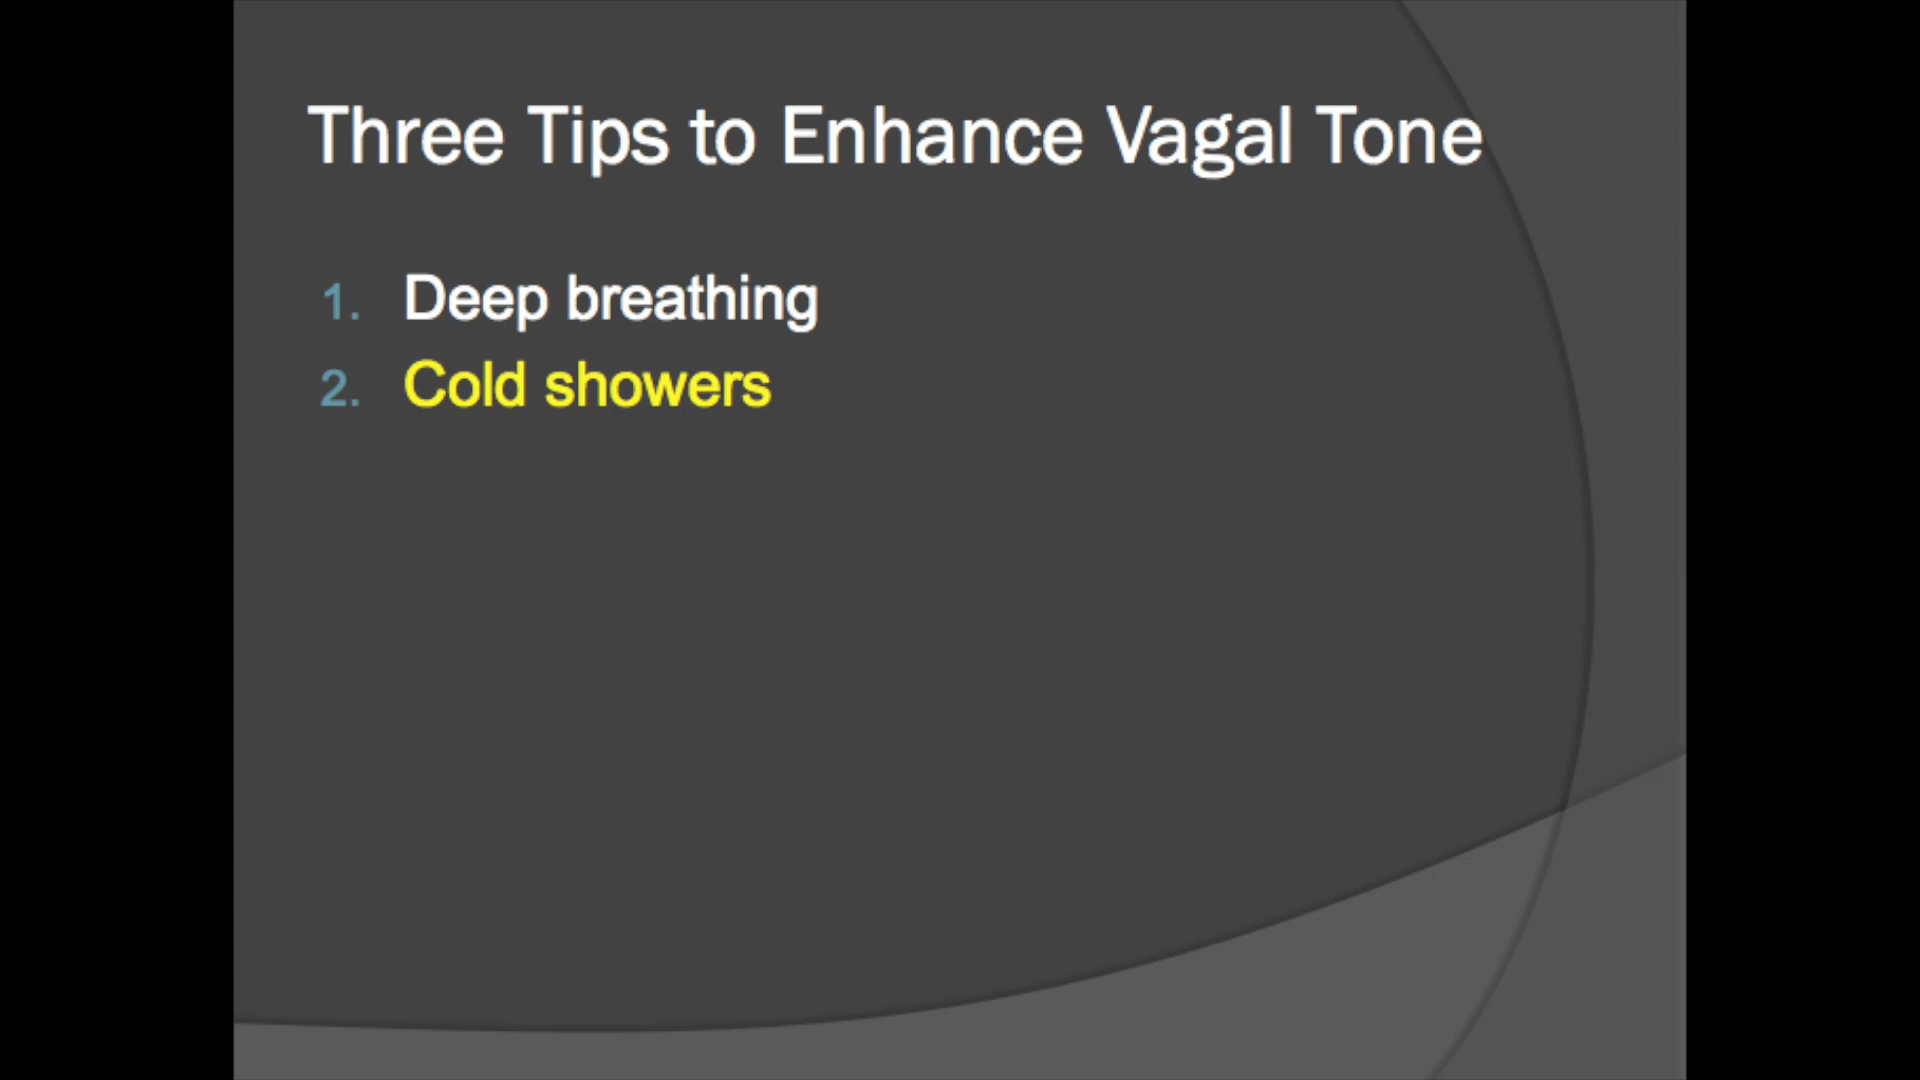 Three Tips to Enhance Vagal Tone
1. Deep breathing
2. Cold showers